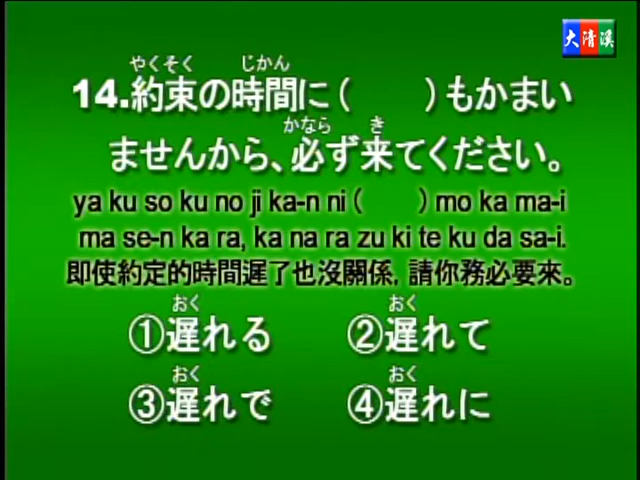 大清溪
やくそく じかん
14.約束の時間に（　　）もかまい
かなら き
ませんから、必ず来てください。
ya ku so ku no ji ka-n ni (　　) mo ka ma-i
ma se-n ka ra, ka na ra zu ki te ku da sa-i.
即使約定的時間遲了也沒關係, 請你務必要來。
おく おく
①遅れる ②遅れて
おく おく
③遅れで ④遅れに